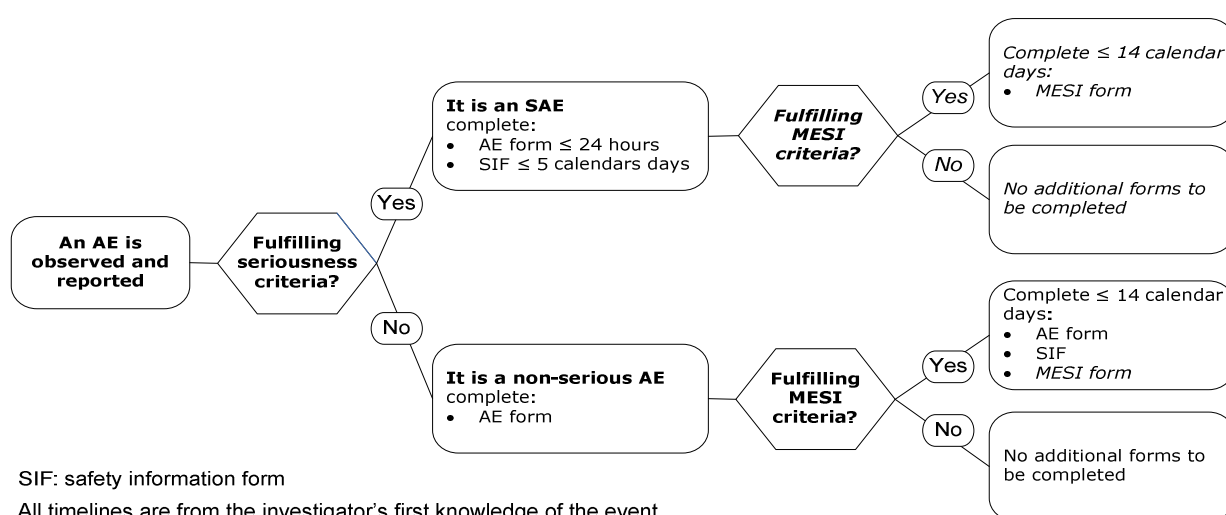 An AE is
observed and
reported
Fulfilling
seriousness
criteria?
Yes
No
It is an SAE
complete:
• AE form ≤ 24 hours
• SIF ≤ 5 calendars days
Fulfilling
MESI
criteria?
Yes
No
Complete ≤ 14 calendar
days:
• MESI form
No additional forms to
be completed
It is a non-serious AE
complete:
• AE form
Fulfilling
MESI
criteria?
Yes
No
Complete ≤ 14 calendar
days:
• AE form
• SIF
• MESI form
No additional forms to
be completed
SIF: safety information form
All timelines are from the investigator's first knowledge of the event